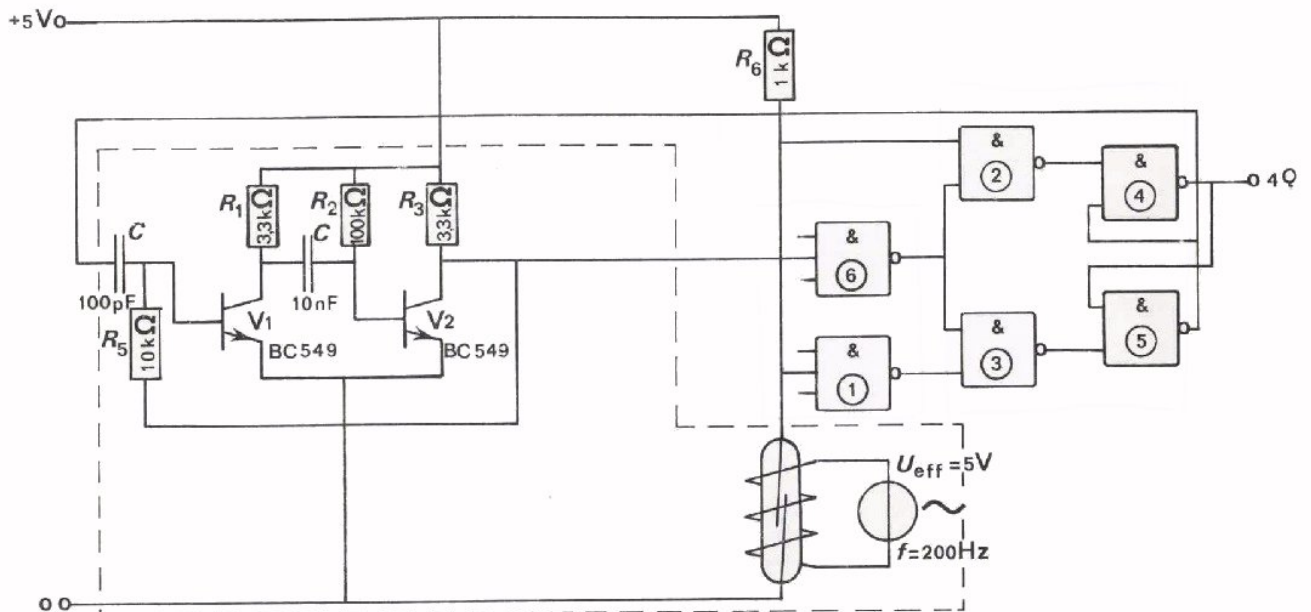 +5V
R6
1kΩ
&
②
&
④
4Q
R1
3,3kΩ
R2
100kΩ
R3
3,3kΩ
C
100pF
C
10nF
&
⑥
V1
BC549
V2
BC549
R5
10kΩ
&
①
&
③
&
⑤
Ueff=5V
~
f=200Hz
0